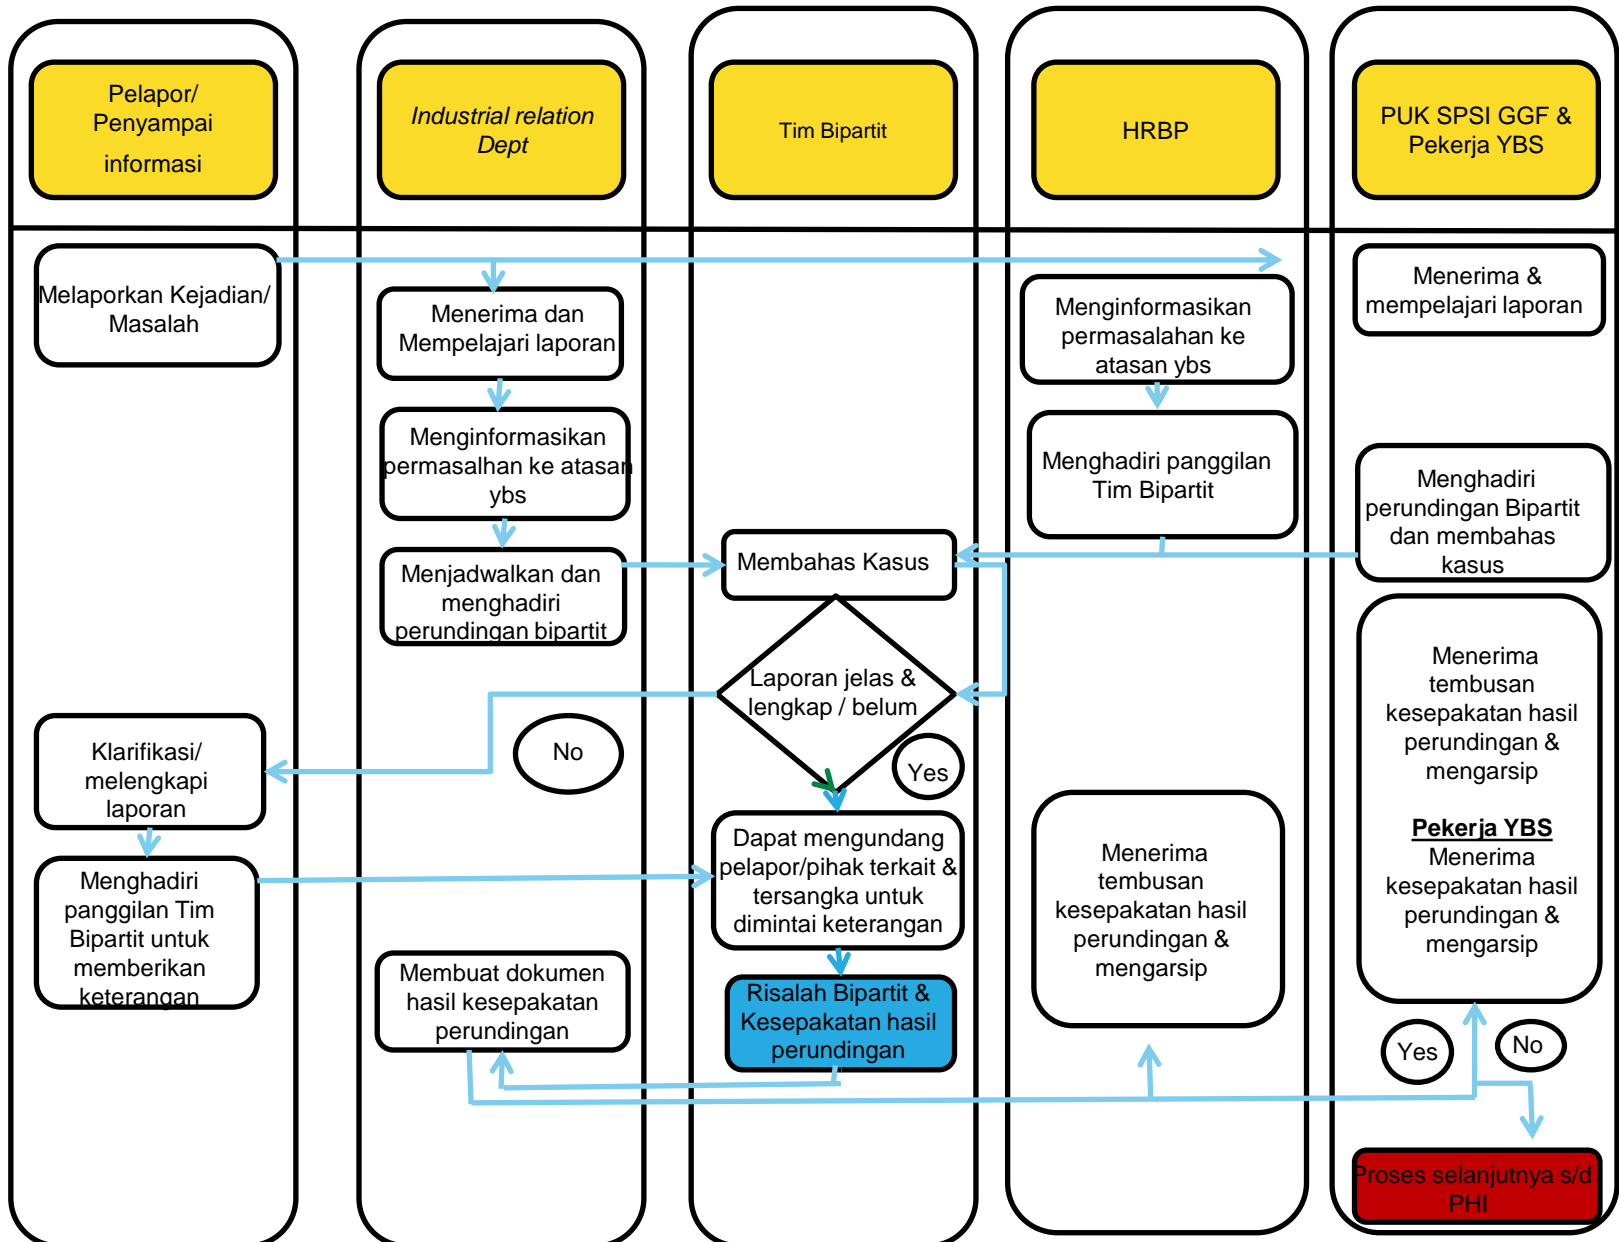 Pelapor/
Penyampai
informasi
Industrial relation
Dept
Tim Bipartit
HRBP
PUK SPSI GGF &
Pekerja YBS
Melaporkan Kejadian/
Masalah
Menerima dan
Mempelajari laporan
Menginformasikan
permasalahan ke
atasan ybs
Menerima &
mempelajari laporan
Menginformasikan
permasalhan ke atasan
ybs
Menghadiri panggilan
Tim Bipartit
Menghadiri
perundingan Bipartit
dan membahas
kasus
Menjadwalkan dan
menghadiri
perundingan bipartit
Membahas Kasus
Laporan jelas &
lengkap / belum
No
Yes
Klarifikasi/
melengkapi
laporan
Menghadiri
panggilan Tim
Bipartit untuk
memberikan
keterangan
Dapat mengundang
pelapor/pihak terkait &
tersangka untuk
dimintai keterangan
Menerima
tembusan
kesepakatan hasil
perundingan &
mengarsip
Menerima
tembusan
kesepakatan hasil
perundingan &
mengarsip
Pekerja YBS
Menerima
kesepakatan hasil
perundingan &
mengarsip
Membuat dokumen
hasil kesepakatan
perundingan
Risalah Bipartit &
Kesepakatan hasil
perundingan
Yes
No
Proses selanjutnya s/d
PHI